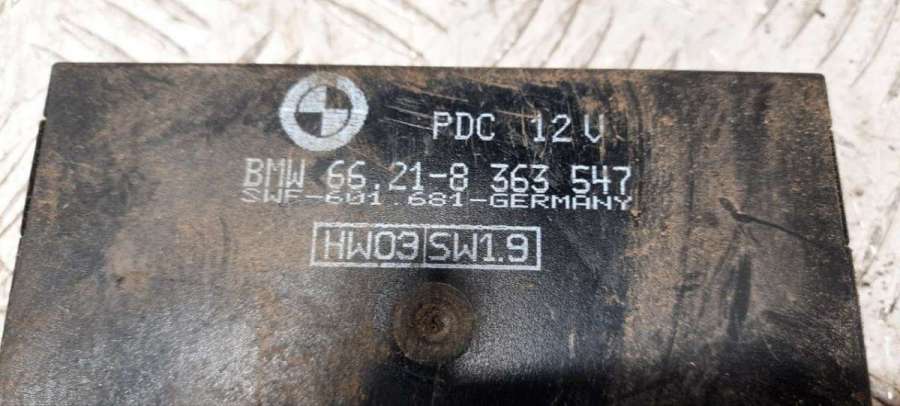 PDC 12V
BMW 66.21-8 363 547
SWF-601.681-GERMANY
HW03 SW1.9